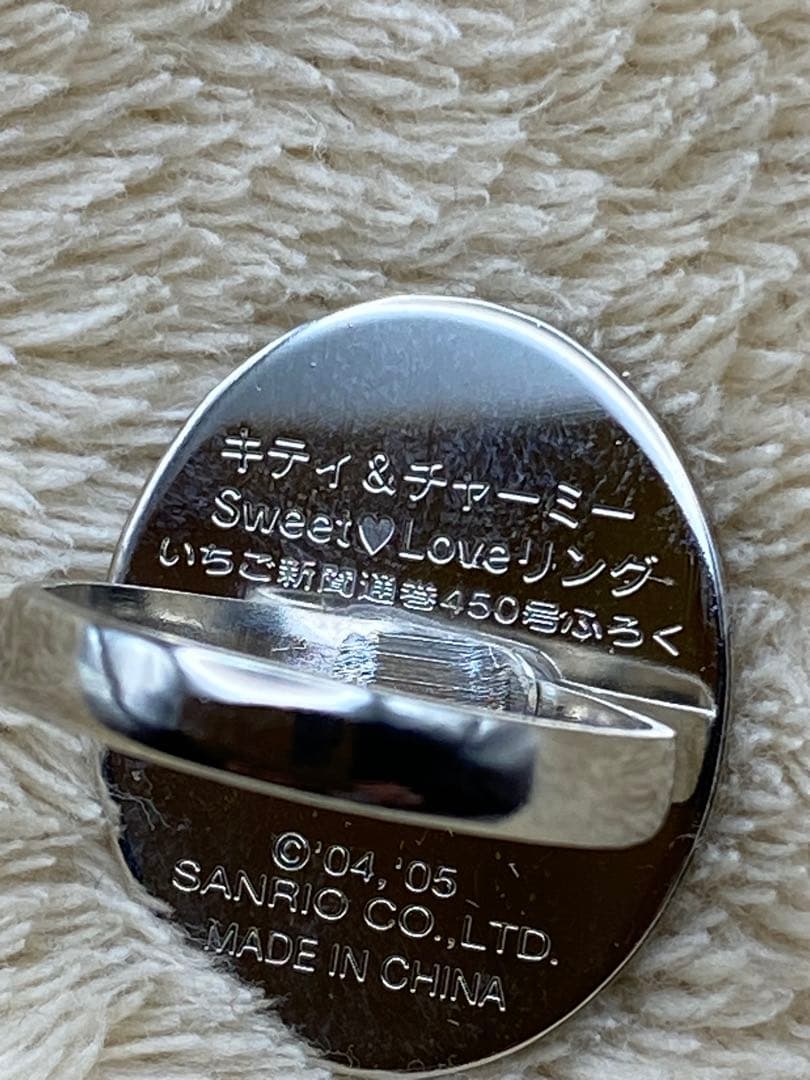 キティ&チャーミー
Sweet♥Loveリング
いちご新聞通巻450号ふろく
©'04,'05
SANRIO CO.,LTD.
MADE IN CHINA